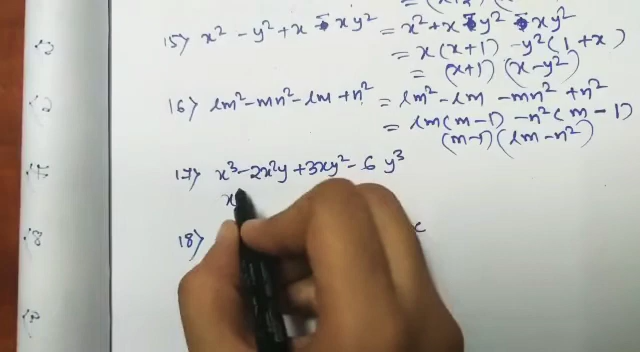 15) x² - y² + x - xy² = x² + x - y² - xy²
= x(x+1) - y²(1+x)
= (x+1) (x-y²)
16) lm² - mn² - lm + n² = lm² - lm - mn² + n²
= lm(m-1) - n²(m-1)
(m-1) (lm-n²)
17) x³ - 2x²y + 3xy² - 6y³
x
18)